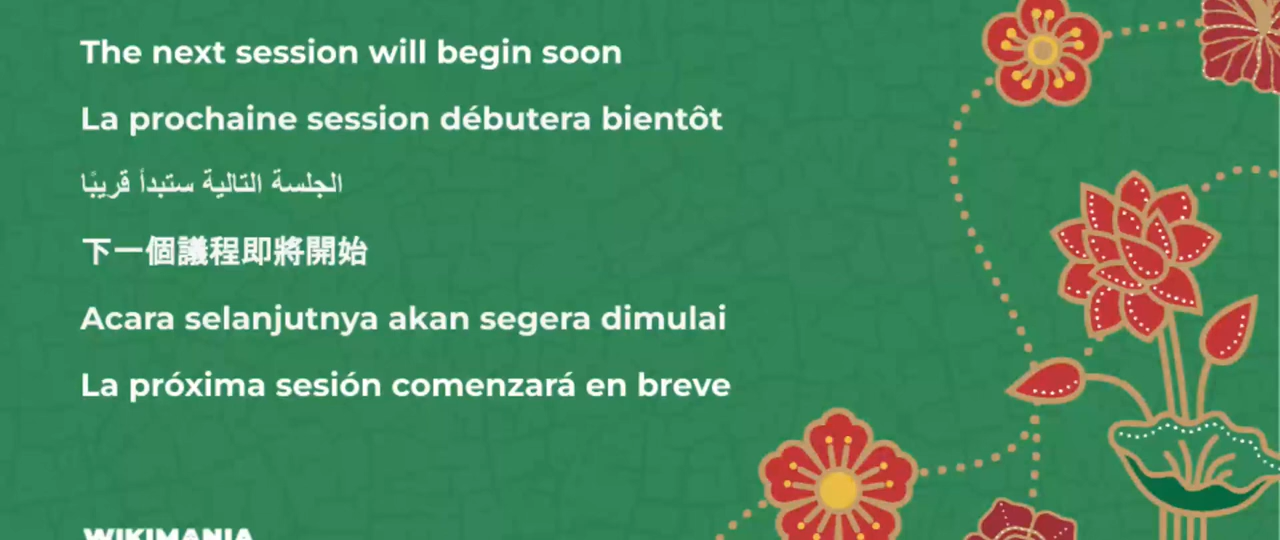 The next session will begin soon
La prochaine session débutera bientôt
الجلسة التالية ستبدأ قريبًا
下一個議程即將開始
Acara selanjutnya akan segera dimulai
La próxima sesión comenzará en breve
WIKIMANIA